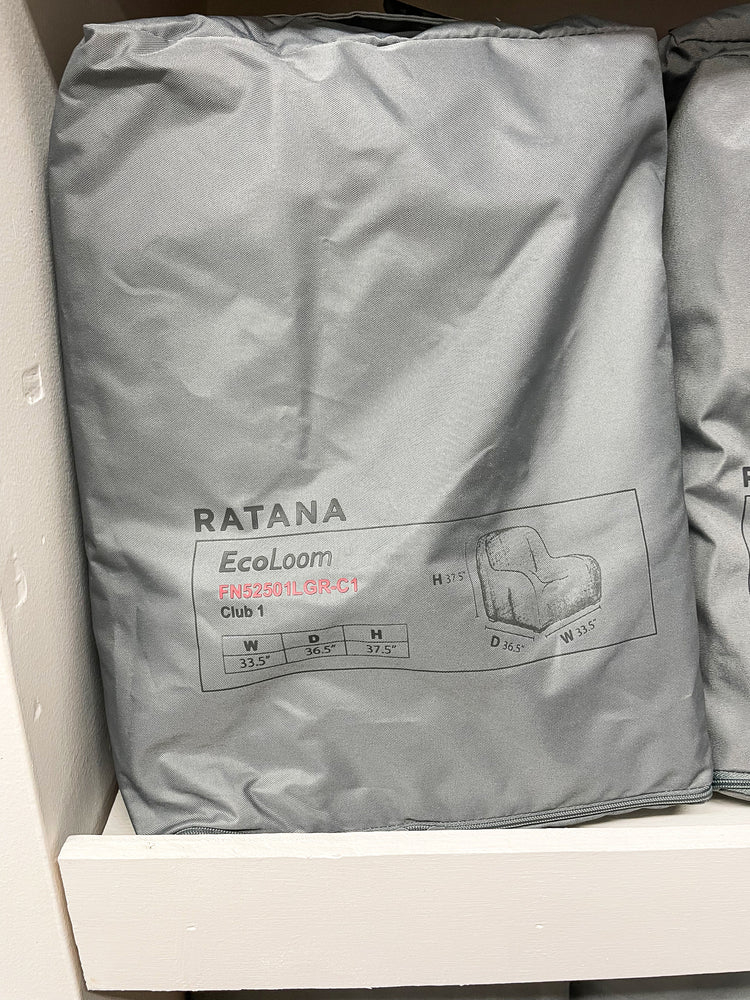 RATANA
EcoLoom
FN52501LGR-C1
Club 1
W D H
33.5" 36.5" 37.5"
H 37.5"
D 36.5"
W 33.5"